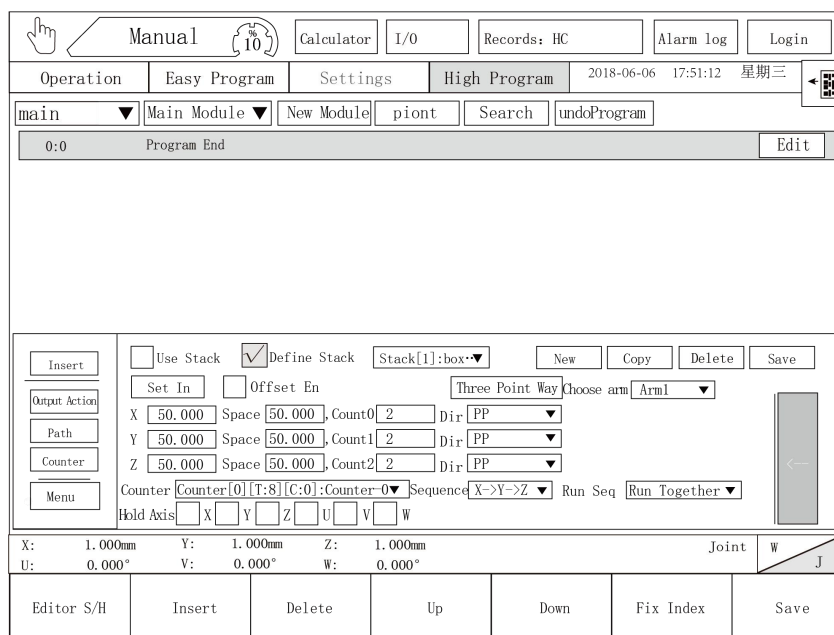 Manual % 10 Calculator I/O Records: HC Alarm log Login
Operation Easy Program Settings High Program 2018-06-06 17:51:12 星期三
main ▼ Main Module ▼ New Module piont Search undoProgram
0:0 Program End Edit
Insert
Output Action
Path
Counter
Menu
Use Stack √ Define Stack Stack[1]:box··▼ New Copy Delete Save
Set In Offset En Three Point Way Choose arm Arm1 ▼
X 50.000 Space 50.000 ,Count0 2 Dir PP ▼
Y 50.000 Space 50.000 ,Count1 2 Dir PP ▼
Z 50.000 Space 50.000 ,Count2 2 Dir PP ▼
Counter Counter[0][T:8][C:0]:Counter-0▼ Sequence X->Y->Z ▼ Run Seq Run Together ▼
Hold Axis X Y Z U V W
<--
X: 1.000mm Y: 1.000mm Z: 1.000mm Joint W
U: 0.000° V: 0.000° W: 0.000° J
Editor S/H Insert Delete Up Down Fix Index Save